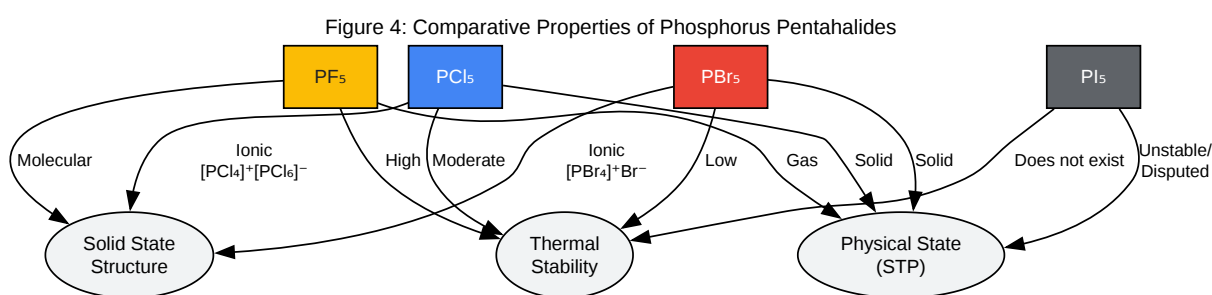 Figure 4: Comparative Properties of Phosphorus Pentahalides
PF₅
PCl₅
PBr₅
PI₅
Molecular
Ionic
[PCl₄]⁺[PCl₆]⁻
High
Moderate
Ionic
[PBr₄]⁺Br⁻
Low
Gas
Solid
Solid
Does not exist
Unstable/
Disputed
Solid State
Structure
Thermal
Stability
Physical State
(STP)